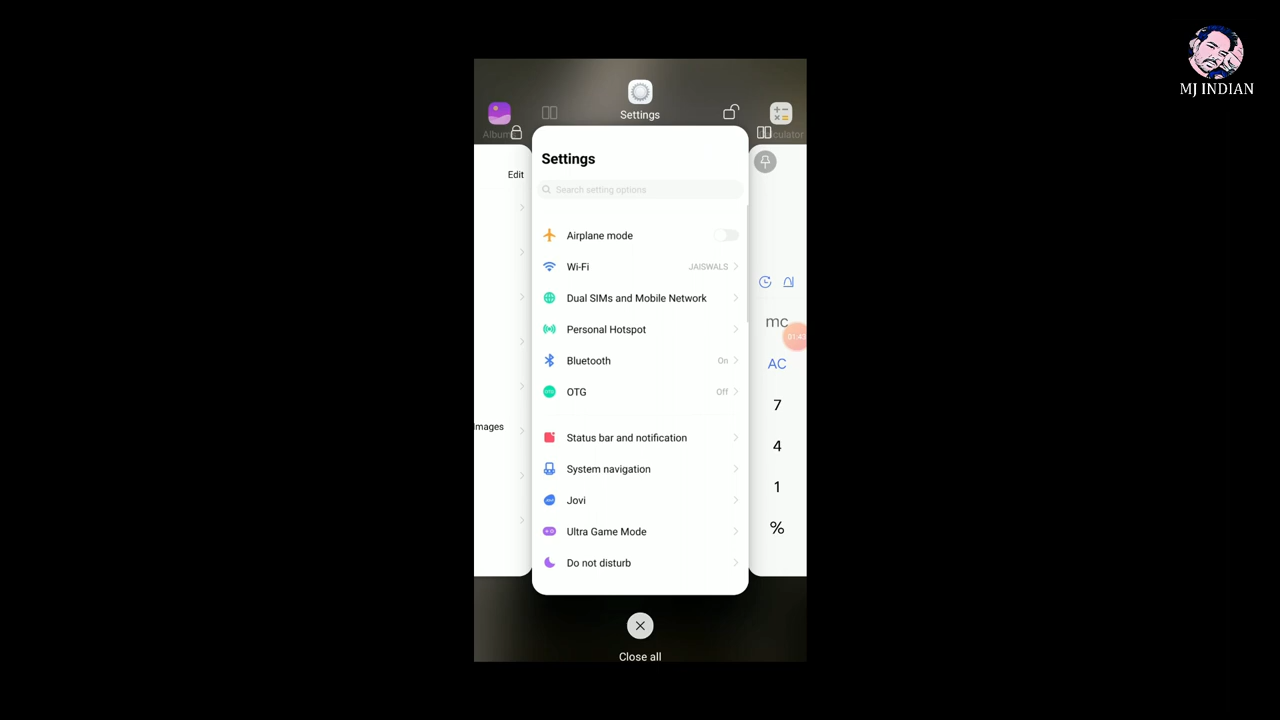 MJ INDIAN
Settings
Album
culator
Settings
Edit
Search setting options
Airplane mode
Wi-Fi
JAISWALS
Dual SIMs and Mobile Network
mc
Personal Hotspot
Bluetooth
On
AC
OTG
Off
7
images
Status bar and notification
4
System navigation
1
Jovi
Ultra Game Mode
%
Do not disturb
Close all